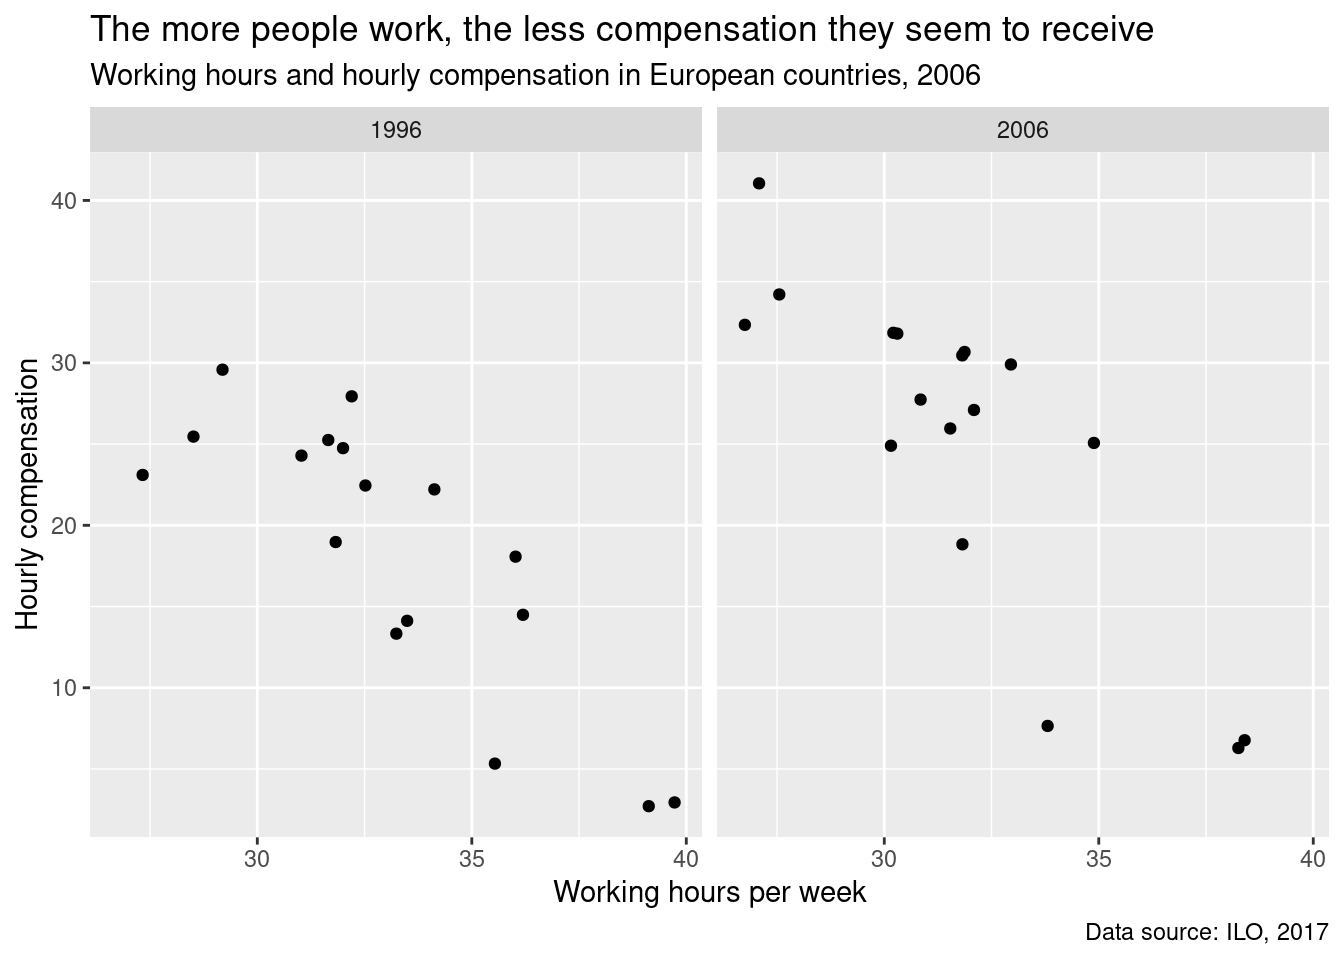 The more people work, the less compensation they seem to receive
Working hours and hourly compensation in European countries, 2006
1996
2006
40
30
20
10
Hourly compensation
30
35
40
30
35
40
Working hours per week
Data source: ILO, 2017